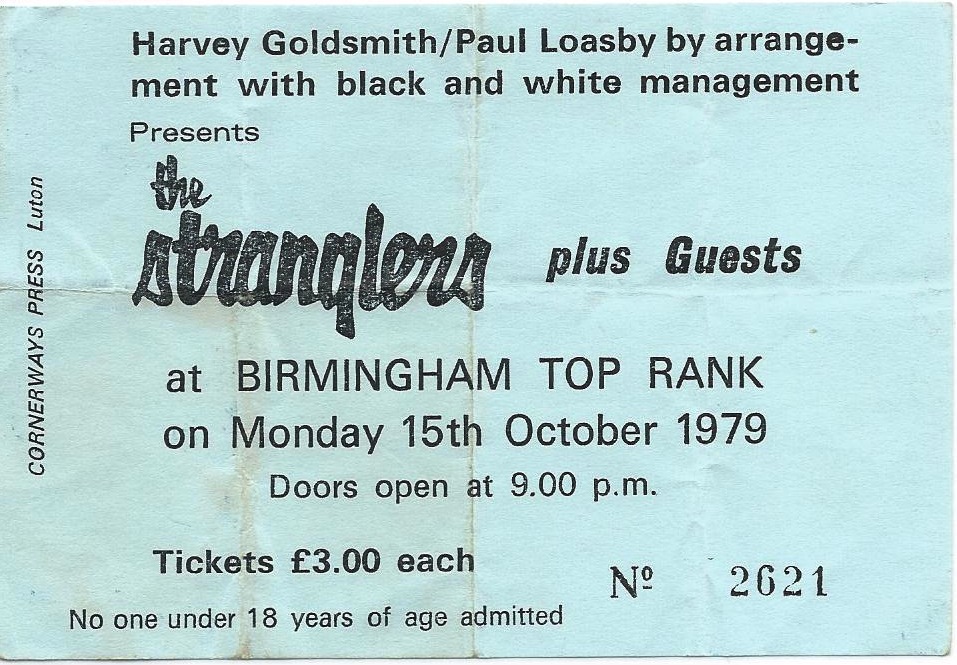 Harvey Goldsmith/Paul Loasby by arrange-
ment with black and white management
Presents
the
stranglers plus Guests
at BIRMINGHAM TOP RANK
on Monday 15th October 1979
Doors open at 9.00 p.m.
Tickets £3.00 each
Nº 2621
No one under 18 years of age admitted
CORNERWAYS PRESS Luton